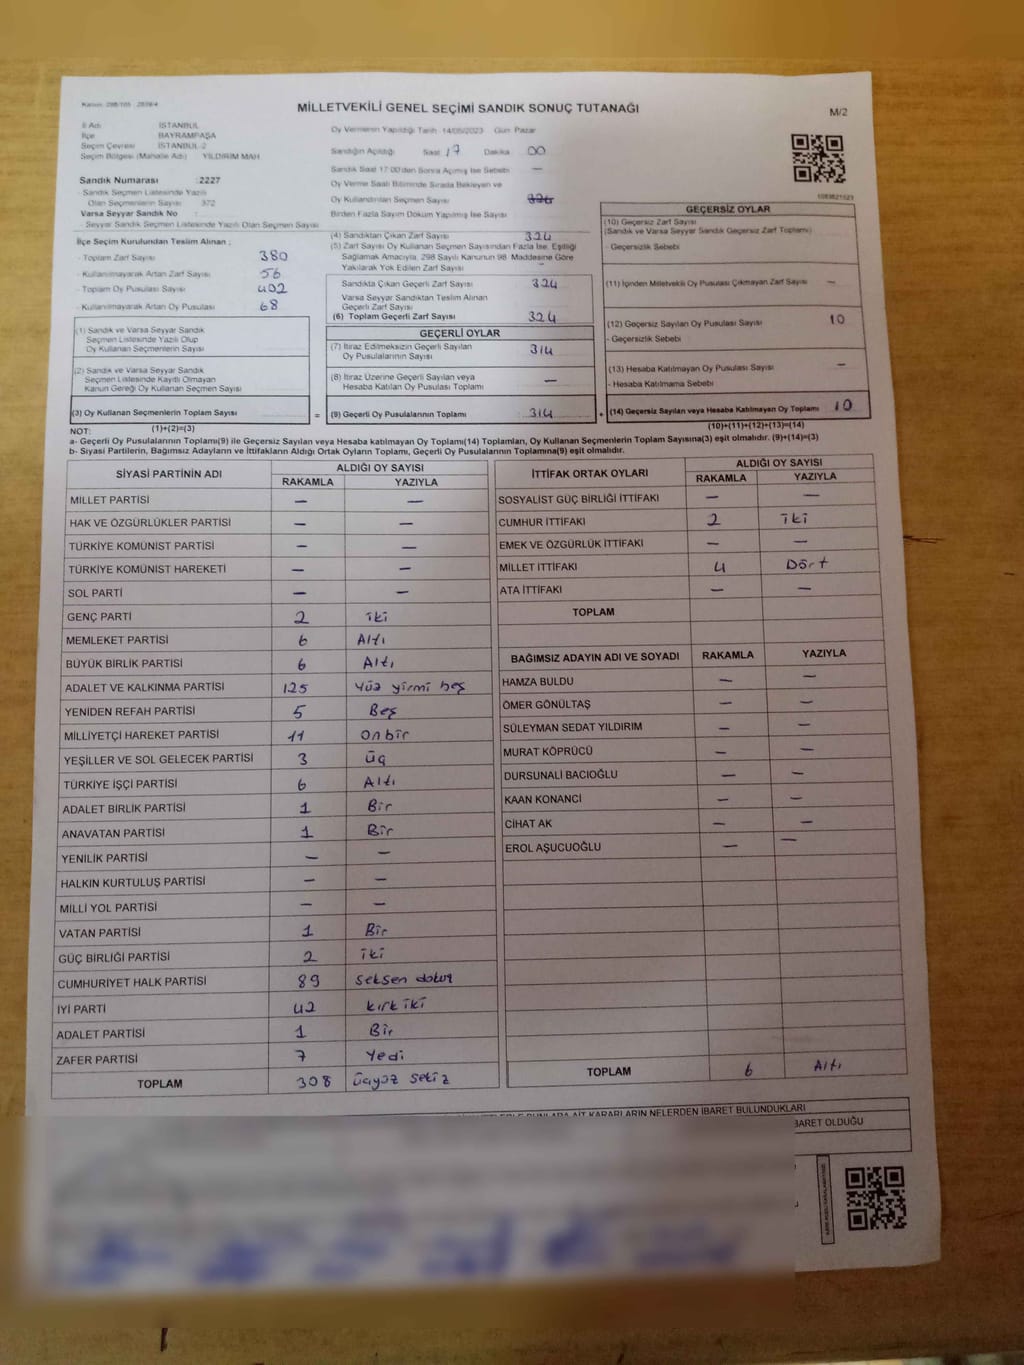 MİLLETVEKİLİ GENEL SEÇİMİ SANDIK SONUÇ TUTANAĞI
M/2
İl Adı İSTANBUL
İlçe BAYRAMPAŞA
Seçim Çevresi İSTANBUL 2
Seçim Bölgesi (Mahalle Adı) YILDIRIM MAH
Sandık Numarası :2227
- Sandık Seçmen Listesinde Yazılı
Olan Seçmenlerin Sayısı 372
Varsa Seyyar Sandık No :
Seyyar Sandık Seçmen Listesinde Yazılı Olan Seçmen Sayısı
İlçe Seçim Kurulundan Teslim Alınan ;
- Toplam Zarf Sayısı 380
- Kullanılmayarak Artan Zarf Sayısı 56
- Toplam Oy Pusulası Sayısı 402
- Kullanılmayarak Artan Oy Pusulası 68
(1) Sandık ve Varsa Seyyar Sandık
Seçmen Listesinde Yazılı Olup
Oy Kullanan Seçmenlerin Sayısı
(2) Sandık ve Varsa Seyyar Sandık
Seçmen Listesinde Kayıtlı Olmayan
Kanun Gereği Oy Kullanan Seçmen Sayısı
(3) Oy Kullanan Seçmenlerin Toplam Sayısı
(1)+(2)=(3)
Oy Vermenin Yapıldığı Tarih 14/05/2023 Gün Pazar
Sandığın Açıldığı Saat 17 Dakika 00
Sandık Saat 17:00'den Sonra Açılmış İse Sebebi —
Oy Verme Saati Bitiminde Sırada Bekleyen ve
Oy Kullandırılan Seçmen Sayısı
Birden Fazla Sayım Döküm Yapılmış İse Sayısı
(4) Sandıktan Çıkan Zarf Sayısı 324
(5) Zarf Sayısı Oy Kullanan Seçmen Sayısından Fazla İse, Eşitliği
Sağlamak Amacıyla, 298 Sayılı Kanunun 98. Maddesine Göre
Yakılarak Yok Edilen Zarf Sayısı —
Sandıkta Çıkan Geçerli Zarf Sayısı 324
Varsa Seyyar Sandıktan Teslim Alınan
Geçerli Zarf Sayısı
(6) Toplam Geçerli Zarf Sayısı 324
GEÇERLİ OYLAR
(7) İtiraz Edilmeksizin Geçerli Sayılan
Oy Pusulalarının Sayısı 314
(8) İtiraz Üzerine Geçerli Sayılan veya
Hesaba Katılan Oy Pusulası Toplamı —
= (9) Geçerli Oy Pusulalarının Toplamı 314
GEÇERSİZ OYLAR
(10) Geçersiz Zarf Sayısı
(Sandık ve Varsa Seyyar Sandık Geçersiz Zarf Toplamı)
- Geçersizlik Sebebi
(11) İçinden Milletvekili Oy Pusulası Çıkmayan Zarf Sayısı —
(12) Geçersiz Sayılan Oy Pusulası Sayısı 10
- Geçersizlik Sebebi
(13) Hesaba Katılmayan Oy Pusulası Sayısı —
- Hesaba Katılmama Sebebi
+ (14) Geçersiz Sayılan veya Hesaba Katılmayan Oy Toplamı 10
(10)+(11)+(12)+(13)=(14)
NOT:
a- Geçerli Oy Pusulalarının Toplamı(9) ile Geçersiz Sayılan veya Hesaba katılmayan Oy Toplamı(14) Toplamları, Oy Kullanan Seçmenlerin Toplam Sayısına(3) eşit olmalıdır. (9)+(14)=(3)
b- Siyasi Partilerin, Bağımsız Adayların ve İttifakların Aldığı Ortak Oyların Toplamı, Geçerli Oy Pusulalarının Toplamına(9) eşit olmalıdır.
SİYASİ PARTİNİN ADI ALDIĞI OY SAYISI
RAKAMLA YAZIYLA
MİLLET PARTİSİ — —
HAK VE ÖZGÜRLÜKLER PARTİSİ — —
TÜRKİYE KOMÜNİST PARTİSİ — —
TÜRKİYE KOMÜNİST HAREKETİ — —
SOL PARTİ — —
GENÇ PARTİ 2 iki
MEMLEKET PARTİSİ 6 Altı
BÜYÜK BİRLİK PARTİSİ 6 Altı
ADALET VE KALKINMA PARTİSİ 125 Yüz yirmi beş
YENİDEN REFAH PARTİSİ 5 Beş
MİLLİYETÇİ HAREKET PARTİSİ 11 Onbir
YEŞİLLER VE SOL GELECEK PARTİSİ 3 üç
TÜRKİYE İŞÇİ PARTİSİ 6 Altı
ADALET BİRLİK PARTİSİ 1 Bir
ANAVATAN PARTİSİ 1 Bir
YENİLİK PARTİSİ — —
HALKIN KURTULUŞ PARTİSİ — —
MİLLİ YOL PARTİSİ — —
VATAN PARTİSİ 1 Bir
GÜÇ BİRLİĞİ PARTİSİ 2 iki
CUMHURİYET HALK PARTİSİ 89 Seksen dokuz
İYİ PARTİ 42 kırk iki
ADALET PARTİSİ 1 Bir
ZAFER PARTİSİ 7 Yedi
TOPLAM 308 üçyüz sekiz
İTTİFAK ORTAK OYLARI ALDIĞI OY SAYISI
RAKAMLA YAZIYLA
SOSYALİST GÜÇ BİRLİĞİ İTTİFAKI — —
CUMHUR İTTİFAKI 2 iki
EMEK VE ÖZGÜRLÜK İTTİFAKI — —
MİLLET İTTİFAKI 4 Dört
ATA İTTİFAKI — —
TOPLAM
BAĞIMSIZ ADAYIN ADI VE SOYADI RAKAMLA YAZIYLA
HAMZA BULDU — —
ÖMER GÖNÜLTAŞ — —
SÜLEYMAN SEDAT YILDIRIM — —
MURAT KÖPRÜCÜ — —
DURSUNALİ BACIOĞLU — —
KAAN KONANCİ — —
CİHAT AK — —
EROL AŞUCUOĞLU — —
TOPLAM 6 Altı
AİT KARARLARIN NELERDEN İBARET BULUNDUKLARI
BARET OLDUĞU